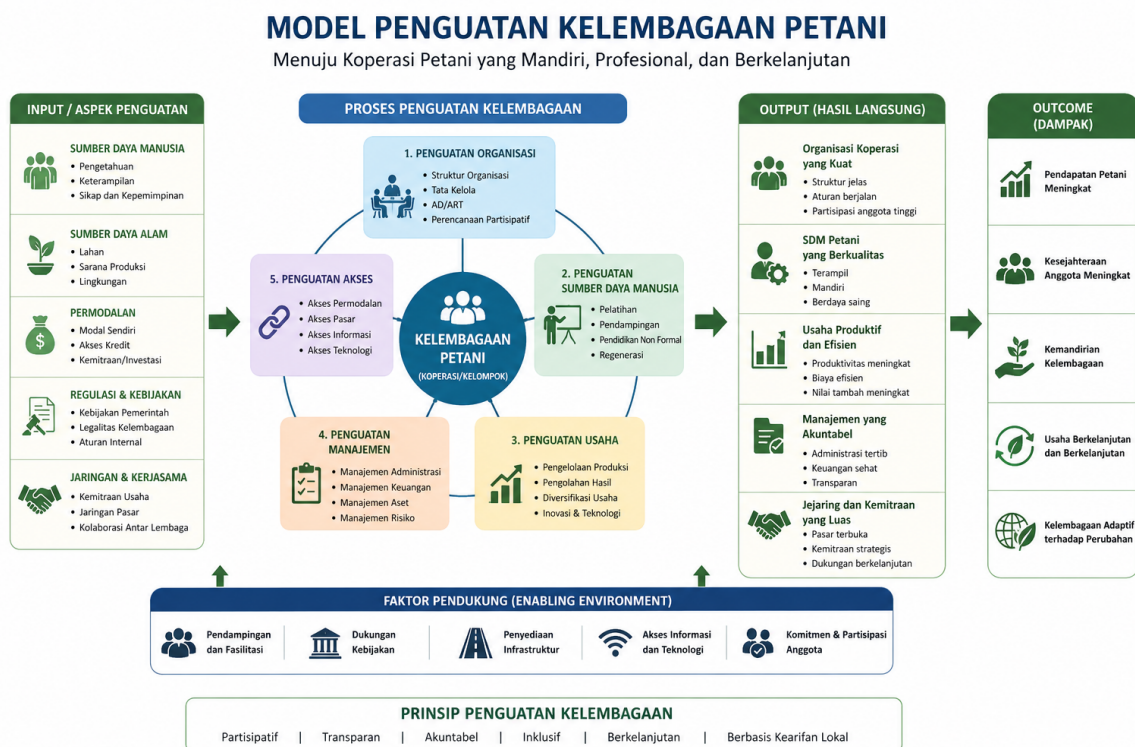 MODEL PENGUATAN KELEMBAGAAN PETANI
Menuju Koperasi Petani yang Mandiri, Profesional, dan Berkelanjutan
INPUT / ASPEK PENGUATAN
SUMBER DAYA MANUSIA
• Pengetahuan
• Keterampilan
• Sikap dan Kepemimpinan
SUMBER DAYA ALAM
• Lahan
• Sarana Produksi
• Lingkungan
PERMODALAN
• Modal Sendiri
• Akses Kredit
• Kemitraan/Investasi
$
REGULASI & KEBIJAKAN
• Kebijakan Pemerintah
• Legalitas Kelembagaan
• Aturan Internal
JARINGAN & KERJASAMA
• Kemitraan Usaha
• Jaringan Pasar
• Kolaborasi Antar Lembaga
PROSES PENGUATAN KELEMBAGAAN
1. PENGUATAN ORGANISASI
• Struktur Organisasi
• Tata Kelola
• AD/ART
• Perencanaan Partisipatif
2. PENGUATAN
SUMBER DAYA MANUSIA
• Pelatihan
• Pendampingan
• Pendidikan Non Formal
• Regenerasi
3. PENGUATAN USAHA
• Pengelolaan Produksi
• Pengolahan Hasil
• Diversifikasi Usaha
• Inovasi & Teknologi
4. PENGUATAN
MANAJEMEN
• Manajemen Administrasi
• Manajemen Keuangan
• Manajemen Aset
• Manajemen Risiko
5. PENGUATAN AKSES
• Akses Permodalan
• Akses Pasar
• Akses Informasi
• Akses Teknologi
KELEMBAGAAN
PETANI
(KOPERASI/KELOMPOK)
OUTPUT (HASIL LANGSUNG)
Organisasi Koperasi
yang Kuat
• Struktur jelas
• Aturan berjalan
• Partisipasi anggota tinggi
SDM Petani
yang Berkualitas
• Terampil
• Mandiri
• Berdaya saing
Usaha Produktif
dan Efisien
• Produktivitas meningkat
• Biaya efisien
• Nilai tambah meningkat
Manajemen yang
Akuntabel
• Administrasi tertib
• Keuangan sehat
• Transparan
Jejaring dan Kemitraan
yang Luas
• Pasar terbuka
• Kemitraan strategis
• Dukungan berkelanjutan
OUTCOME
(DAMPAK)
Pendapatan Petani
Meningkat
Kesejahteraan
Anggota Meningkat
Kemandirian
Kelembagaan
Usaha Berkelanjutan
dan Berkelanjutan
Kelembagaan Adaptif
terhadap Perubahan
FAKTOR PENDUKUNG (ENABLING ENVIRONMENT)
Pendampingan
dan Fasilitasi
Dukungan
Kebijakan
Penyediaan
Infrastruktur
Akses Informasi
dan Teknologi
Komitmen & Partisipasi
Anggota
PRINSIP PENGUATAN KELEMBAGAAN
Partisipatif | Transparan | Akuntabel | Inklusif | Berkelanjutan | Berbasis Kearifan Lokal